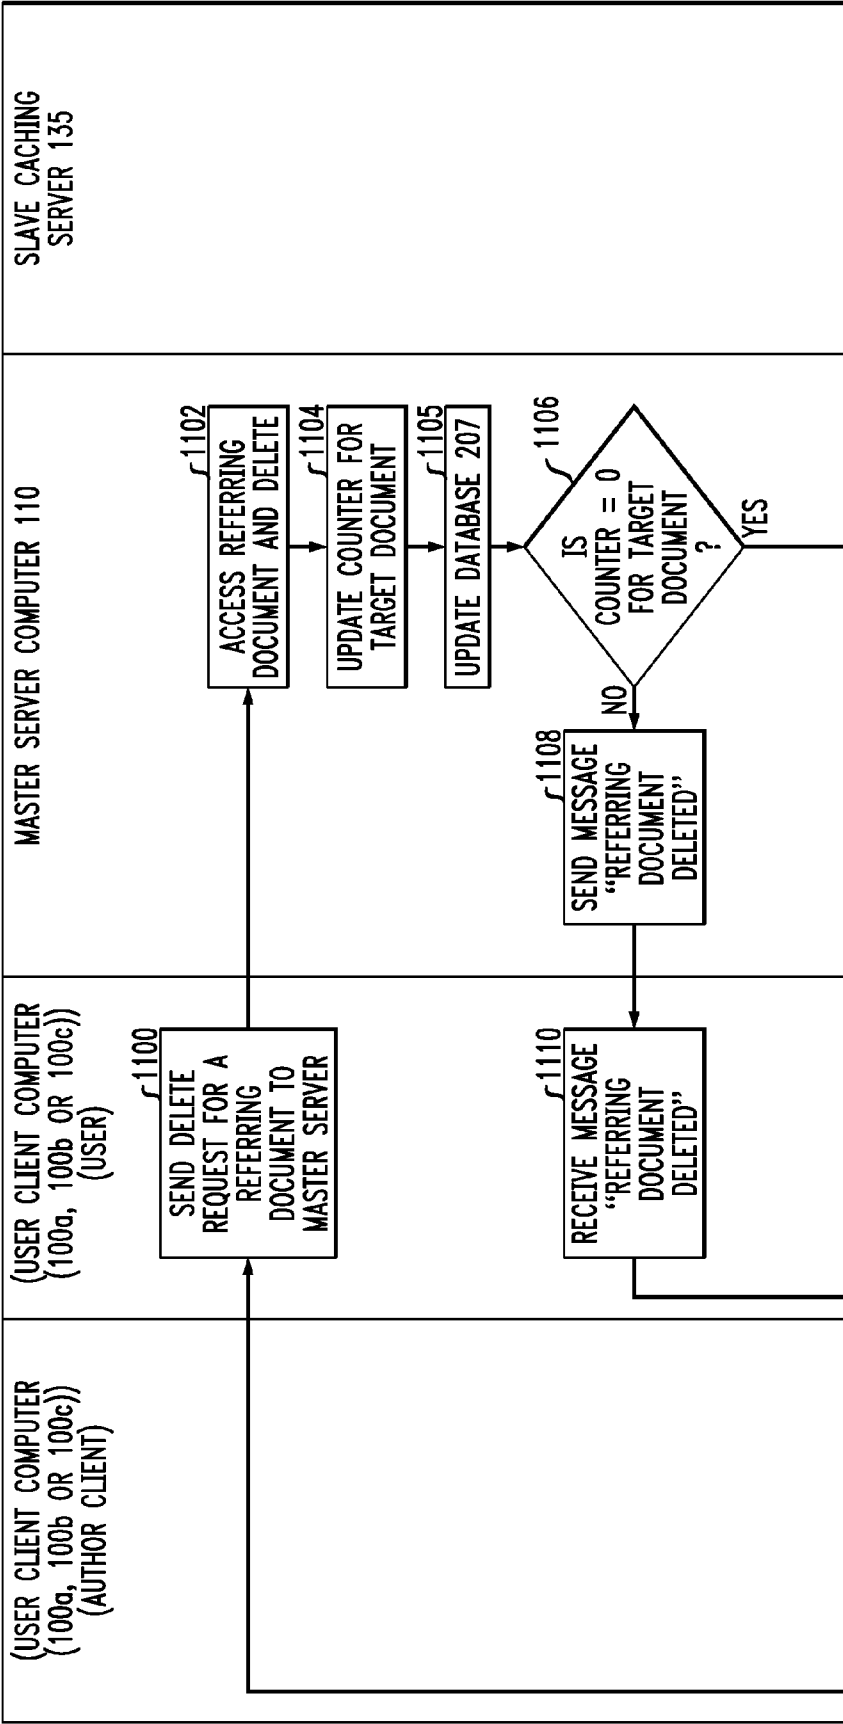 (USER CLIENT COMPUTER
(100a, 100b OR 100c))
(AUTHOR CLIENT)
(USER CLIENT COMPUTER
(100a, 100b OR 100c))
(USER)
MASTER SERVER COMPUTER 110
SLAVE CACHING
SERVER 135
1100
SEND DELETE
REQUEST FOR A
REFERRING
DOCUMENT TO
MASTER SERVER
1102
ACCESS REFERRING
DOCUMENT AND DELETE
1104
UPDATE COUNTER FOR
TARGET DOCUMENT
1105
UPDATE DATABASE 207
1106
IS
COUNTER = 0
FOR TARGET
DOCUMENT
?
NO
YES
1108
SEND MESSAGE
“REFERRING
DOCUMENT
DELETED”
1110
RECEIVE MESSAGE
“REFERRING
DOCUMENT
DELETED”